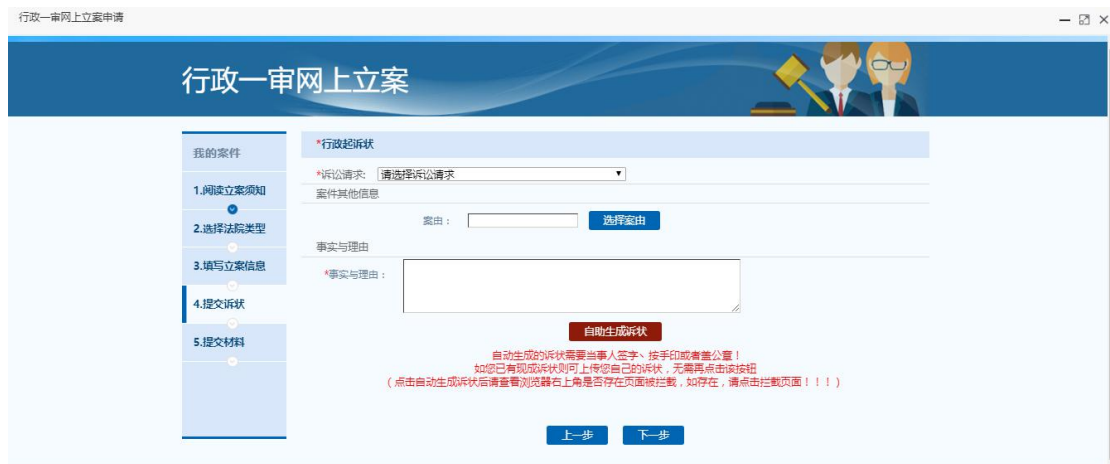 行政一审网上立案申请
行政一审网上立案
我的案件
1.阅读立案须知
2.选择法院类型
3.填写立案信息
4.提交诉状
5.提交材料
*行政起诉状
*诉讼请求: 请选择诉讼请求
案件其他信息
案由： 选择案由
事实与理由
*事实与理由：
自助生成诉状
自动生成的诉状需要当事人签字、按手印或者盖公章！
如您已有现成诉状则可上传您自己的诉状，无需再点击该按钮
（点击自动生成诉状后请查看浏览器右上角是否存在页面被拦截，如存在，请点击拦截页面！！！）
上一步 下一步